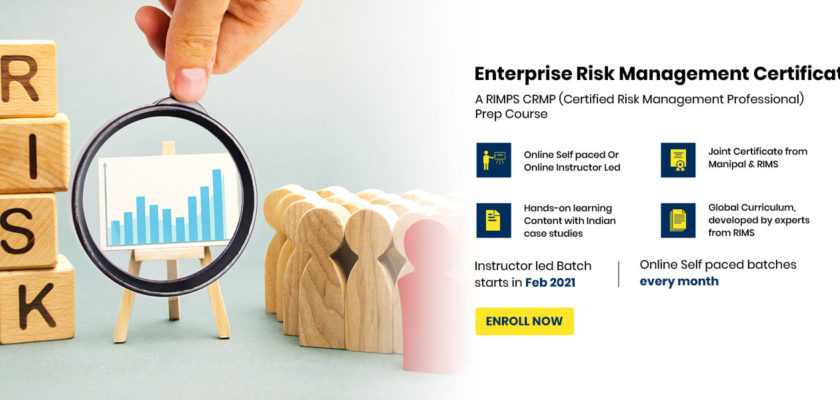 R
I
S
K
Enterprise Risk Management Certificat
A RIMPS CRMP (Certified Risk Management Professional)
Prep Course
Online Self paced Or
Online Instructor Led
Joint Certificate from
Manipal & RIMS
Hands-on learning
Content with Indian
case studies
Global Curriculum,
developed by experts
from RIMS
Instructor led Batch
starts in Feb 2021
Online Self paced batches
every month
ENROLL NOW